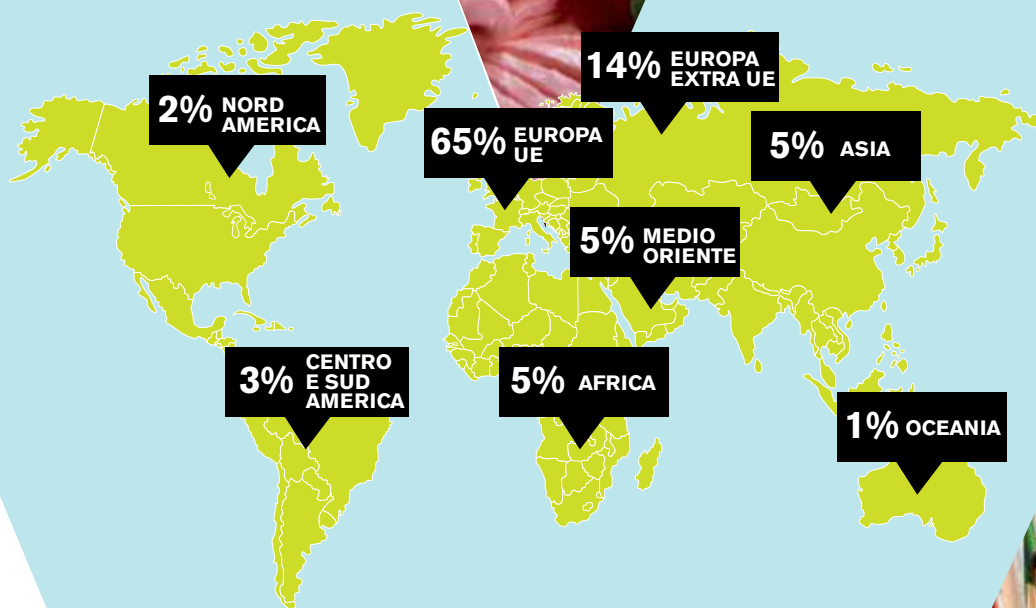 14% EUROPA
EXTRA UE
2% NORD
AMERICA
65% EUROPA
UE
5% ASIA
5% MEDIO
ORIENTE
3% CENTRO
E SUD
AMERICA
5% AFRICA
1% OCEANIA